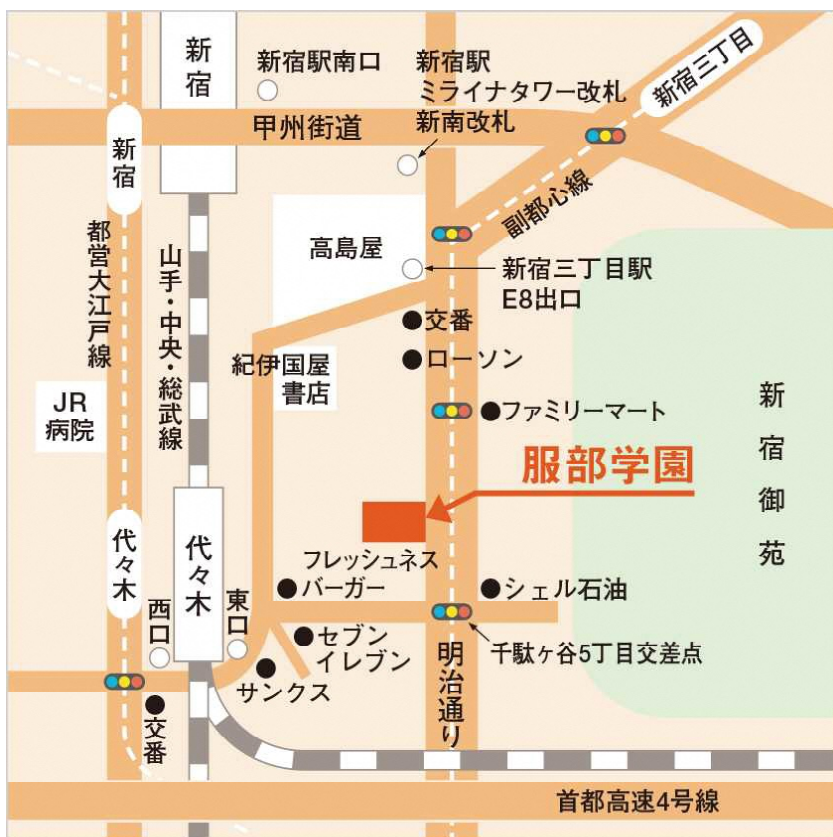 新宿
新宿駅南口
新宿駅
ミライナタワー改札
新南改札
新宿三丁目
甲州街道
新宿
副都心線
都営大江戸線
山手・中央・総武線
高島屋
新宿三丁目駅
E8出口
交番
ローソン
紀伊國屋
書店
JR
病院
ファミリーマート
新宿御苑
服部学園
代々木
代々木
フレッシュネス
バーガー
シェル石油
西口
東口
セブン
イレブン
千駄ヶ谷5丁目交差点
サンクス
明治通り
交番
首都高速4号線